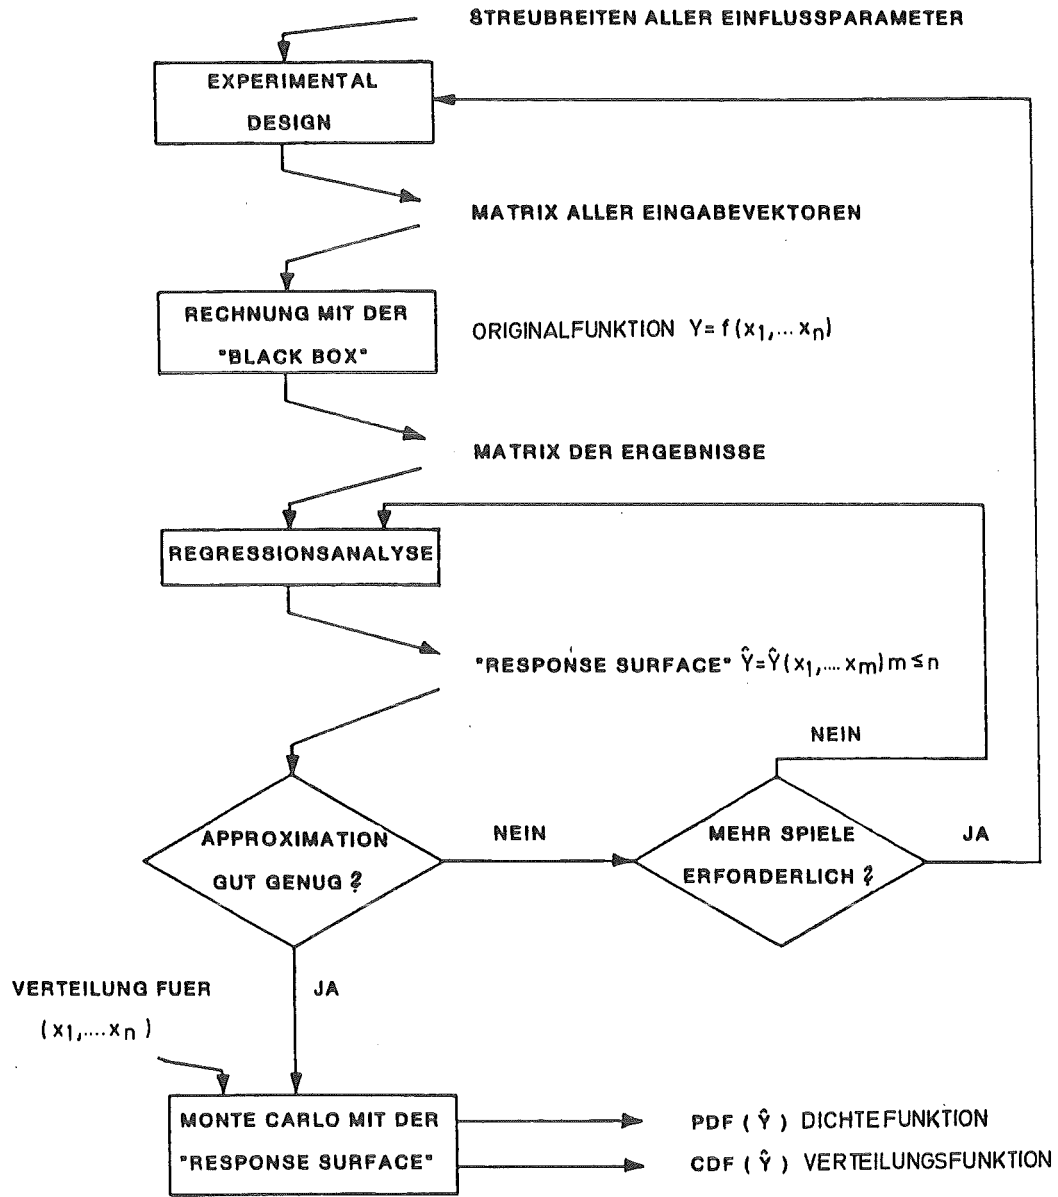 STREUBREITEN ALLER EINFLUSSPARAMETER
EXPERIMENTAL
DESIGN
MATRIX ALLER EINGABEVEKTOREN
RECHNUNG MIT DER
"BLACK BOX"
ORIGINALFUNKTION Y=f(x₁,...xₙ)
MATRIX DER ERGEBNISSE
REGRESSIONSANALYSE
"RESPONSE SURFACE" Ŷ=Ŷ(x₁,....xₘ) m≤n
NEIN
APPROXIMATION
GUT GENUG?
NEIN
MEHR SPIELE
ERFORDERLICH?
JA
VERTEILUNG FUER
(x₁,....xₙ)
JA
MONTE CARLO MIT DER
"RESPONSE SURFACE"
PDF (Ŷ) DICHTEFUNKTION
CDF (Ŷ) VERTEILUNGSFUNKTION